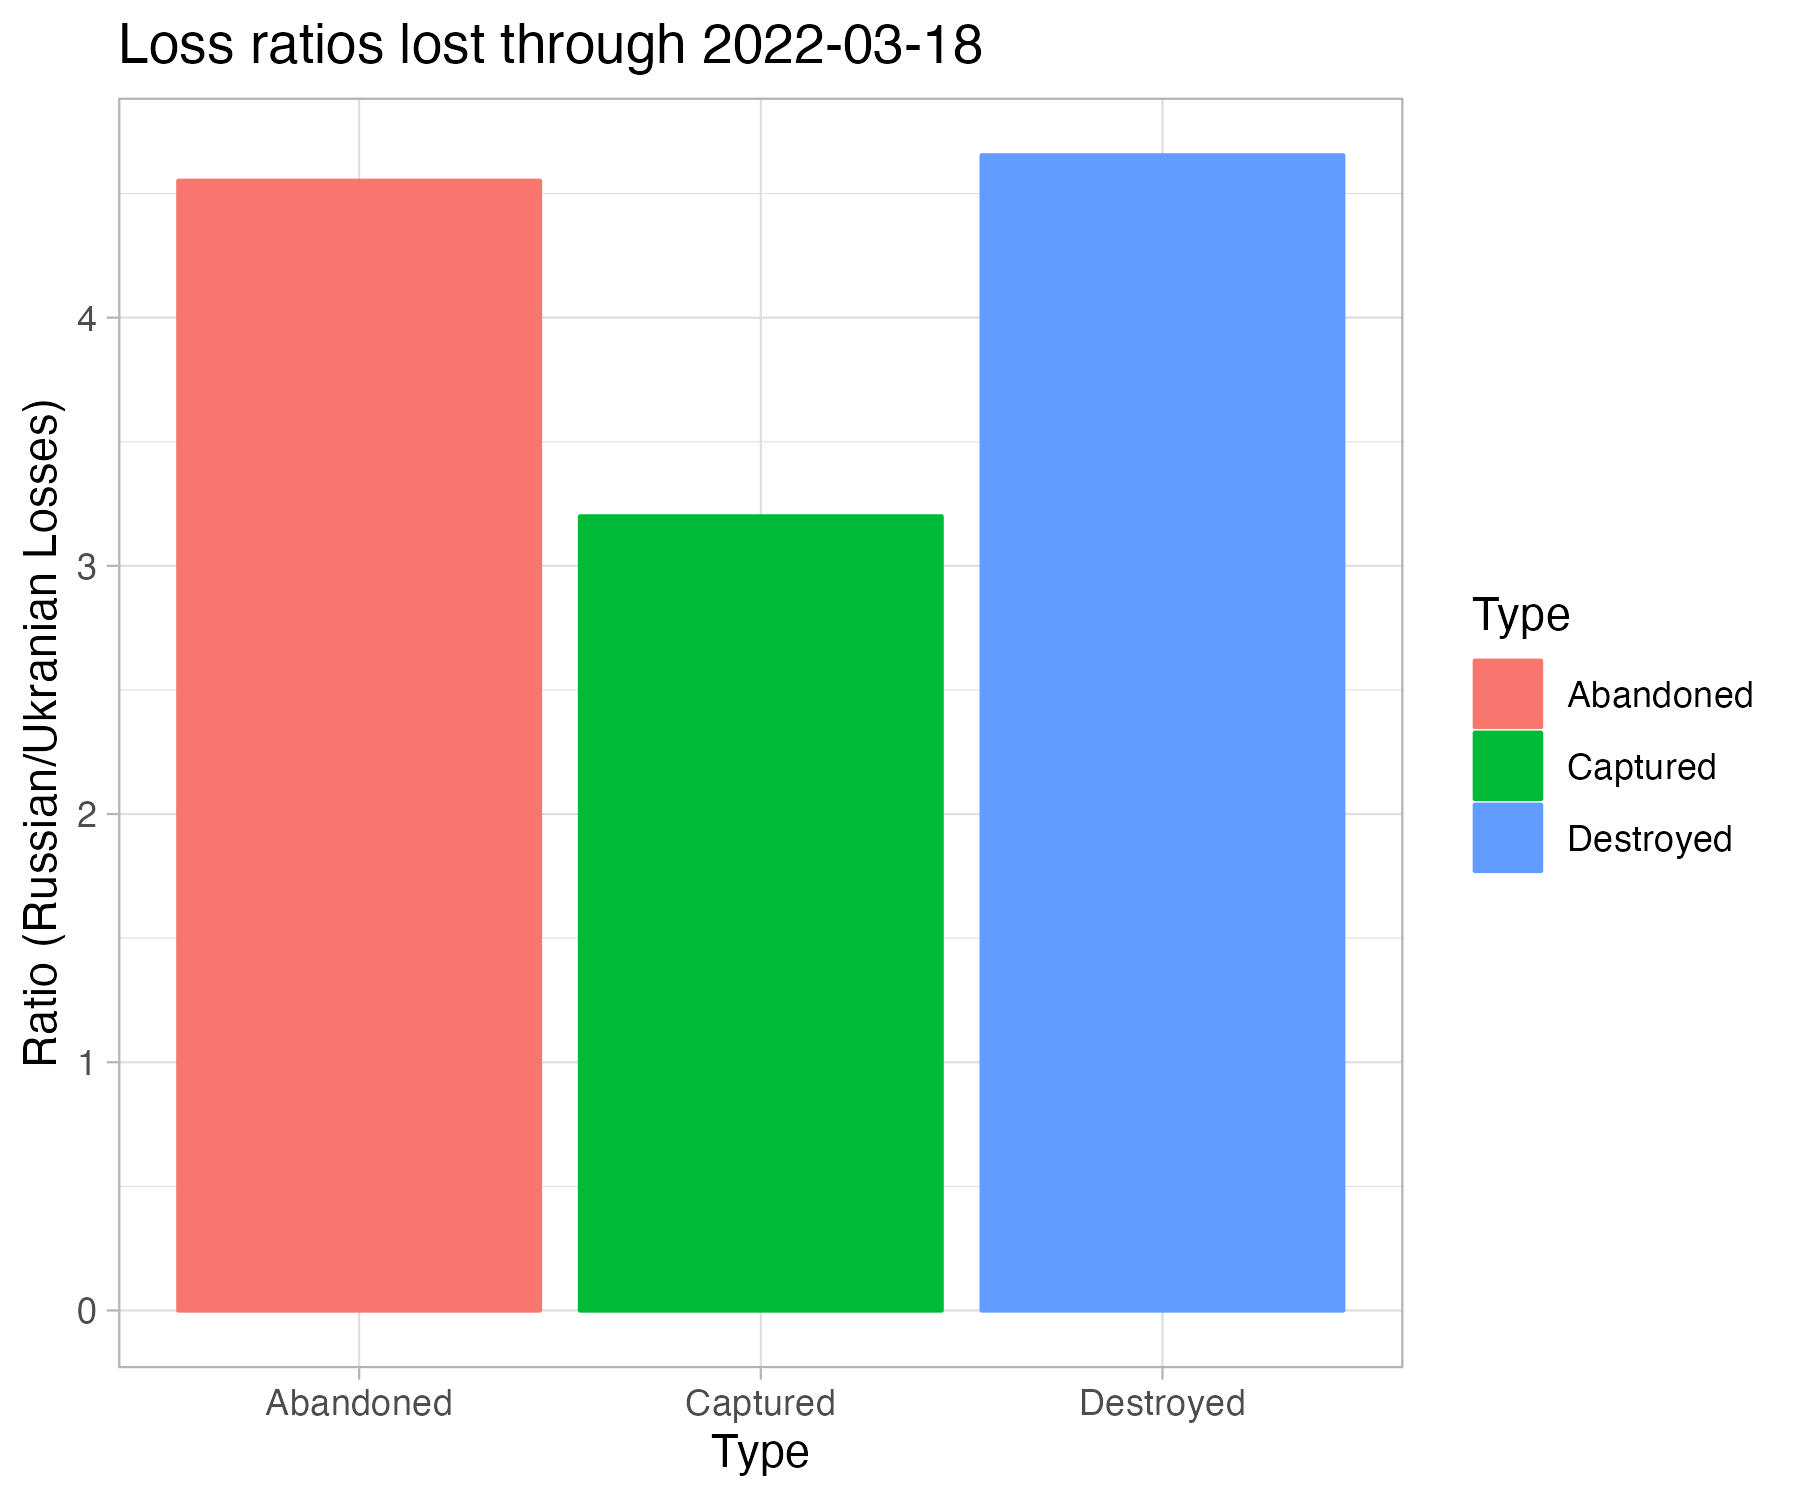 Loss ratios lost through 2022-03-18
Ratio (Russian/Ukranian Losses)
4
3
2
1
0
Abandoned
Captured
Destroyed
Type
Type
Abandoned
Captured
Destroyed